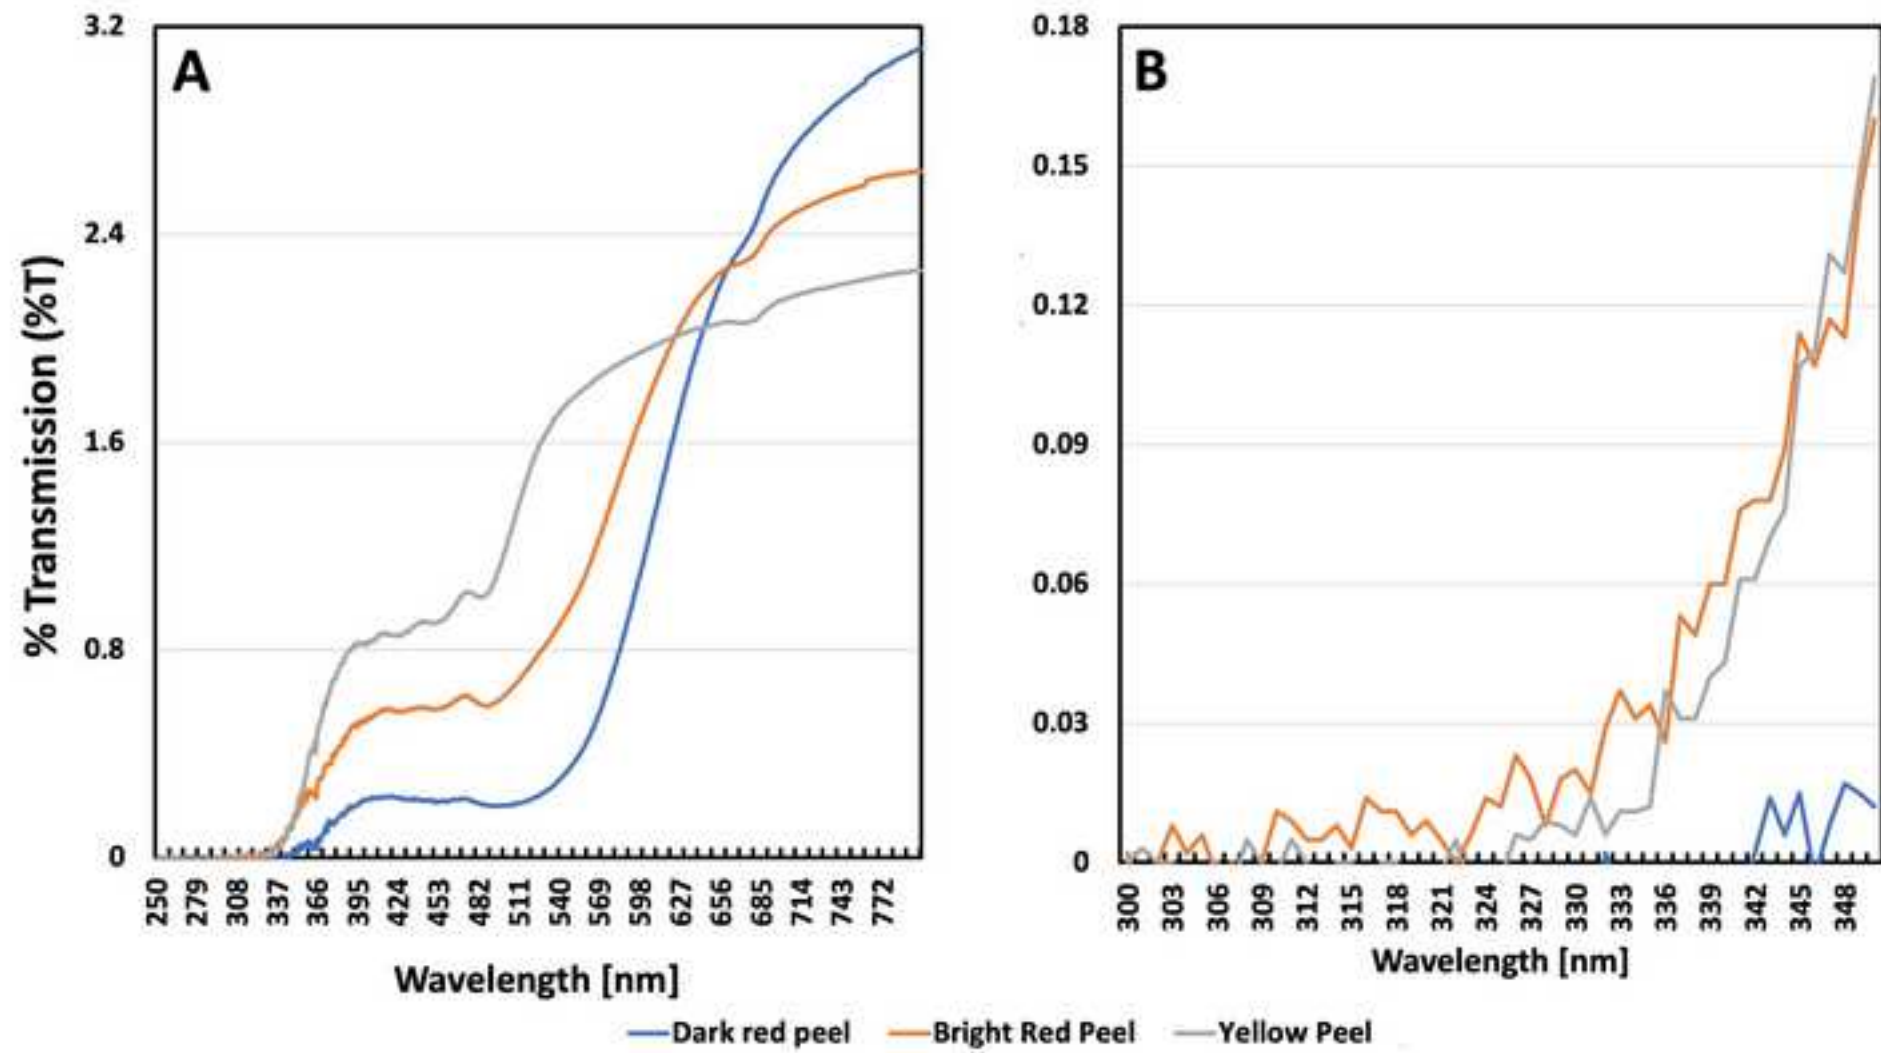 A
3.2
2.4
1.6
0.8
0
% Transmission (%T)
250 279 308 337 366 395 424 453 482 511 540 569 598 627 656 685 714 743 772
Wavelength [nm]
B
0.18
0.15
0.12
0.09
0.06
0.03
0
300 303 306 309 312 315 318 321 324 327 330 333 336 339 342 345 348
Wavelength [nm]
Dark red peel Bright Red Peel Yellow Peel